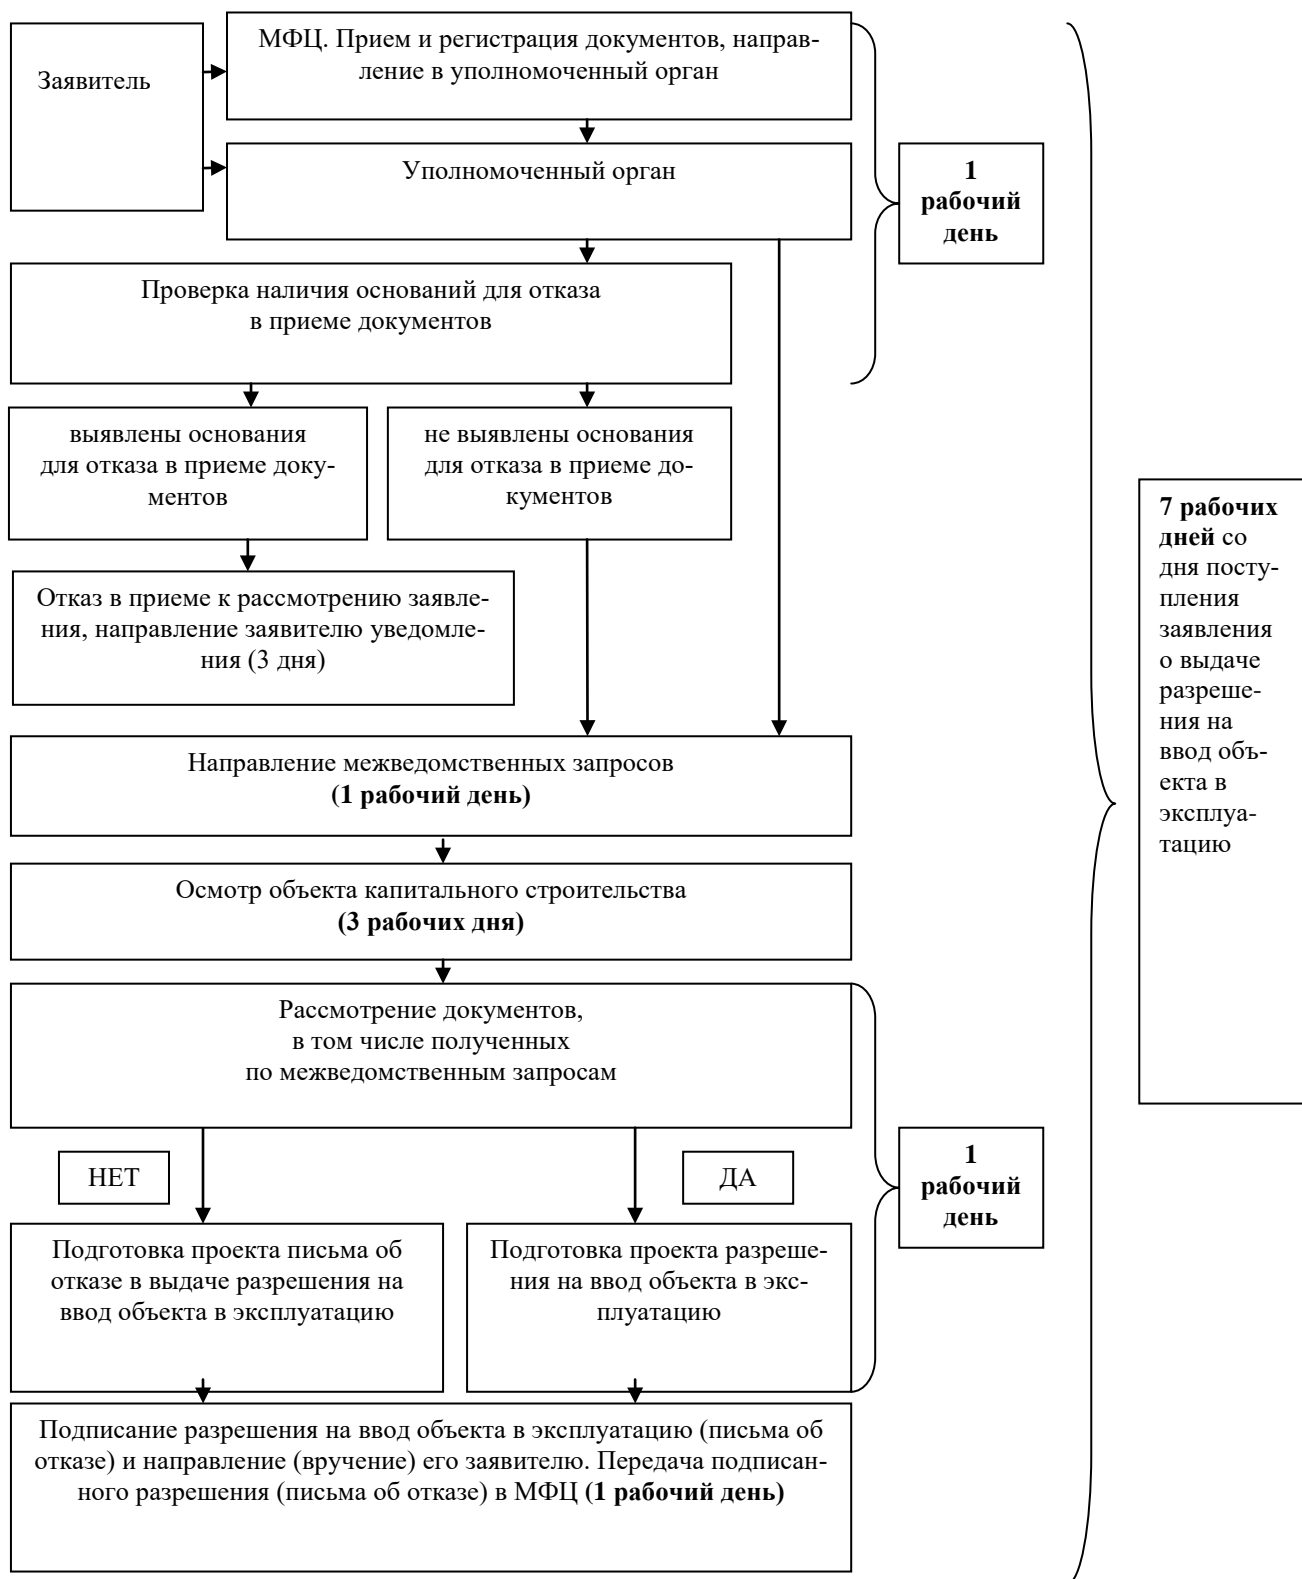 Заявитель
МФЦ. Прием и регистрация документов, направ-
ление в уполномоченный орган
Уполномоченный орган
1
рабочий
день
Проверка наличия оснований для отказа
в приеме документов
выявлены основания
для отказа в приеме доку-
ментов
не выявлены основания
для отказа в приеме до-
кументов
Отказ в приеме к рассмотрению заявле-
ния, направление заявителю уведомле-
ния (3 дня)
7 рабочих
дней со
дня посту-
пления
заявления
о выдаче
разреше-
ния на
ввод объ-
екта в
эксплуа-
тацию
Направление межведомственных запросов
(1 рабочий день)
Осмотр объекта капитального строительства
(3 рабочих дня)
Рассмотрение документов,
в том числе полученных
по межведомственным запросам
НЕТ
ДА
1
рабочий
день
Подготовка проекта письма об
отказе в выдаче разрешения на
ввод объекта в эксплуатацию
Подготовка проекта разреше-
ния на ввод объекта в экс-
плуатацию
Подписание разрешения на ввод объекта в эксплуатацию (письма об
отказе) и направление (вручение) его заявителю. Передача подписан-
ного разрешения (письма об отказе) в МФЦ (1 рабочий день)